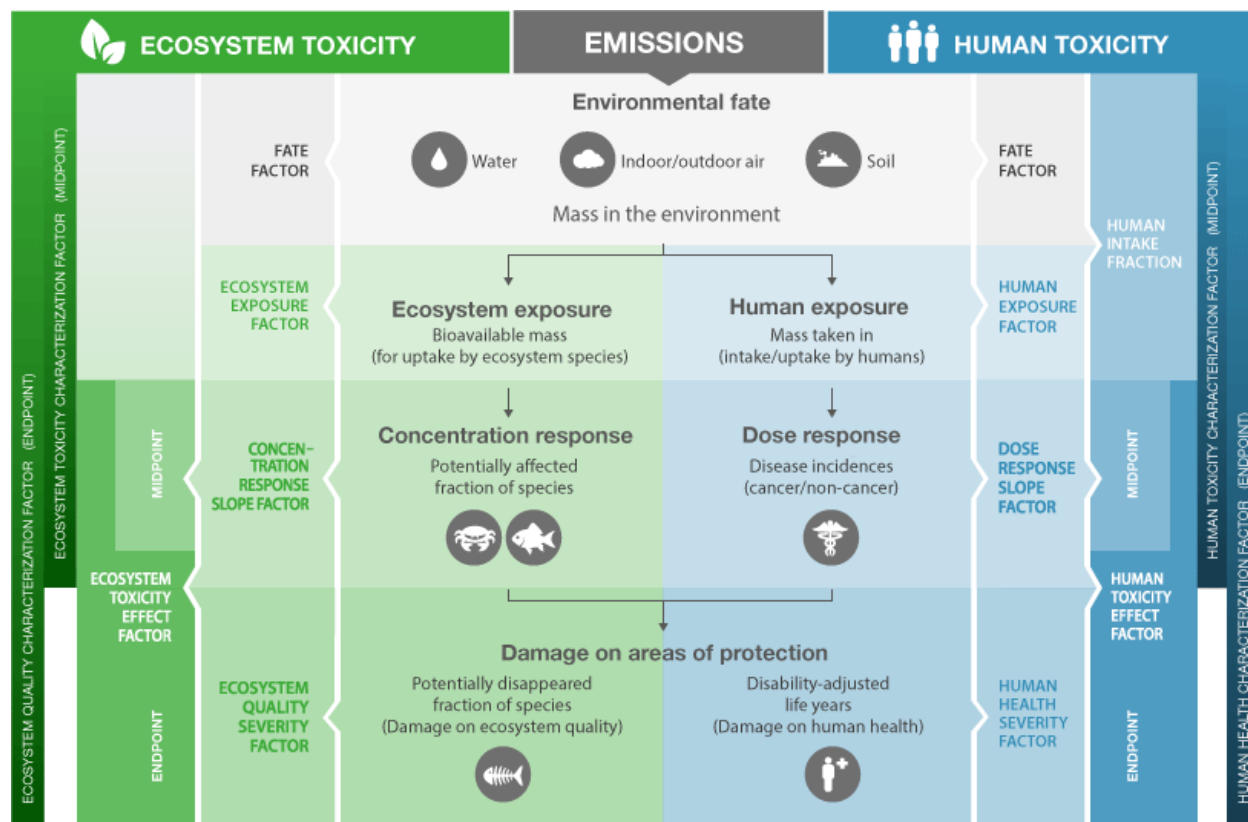 ECOSYSTEM TOXICITY
EMISSIONS
HUMAN TOXICITY
ECOSYSTEM QUALITY CHARACTERIZATION FACTOR (ENDPOINT)
ECOSYSTEM TOXICITY CHARACTERIZATION FACTOR (MIDPOINT)
Environmental fate
FATE
FACTOR
Water
Indoor/outdoor air
Soil
FATE
FACTOR
Mass in the environment
HUMAN
INTAKE
FRACTION
ECOSYSTEM
EXPOSURE
FACTOR
Ecosystem exposure
Bioavailable mass
(for uptake by ecosystem species)
Human exposure
Mass taken in
(intake/uptake by humans)
HUMAN
EXPOSURE
FACTOR
MIDPOINT
CONCEN-
TRATION
RESPONSE
SLOPE FACTOR
Concentration response
Potentially affected
fraction of species
Dose response
Disease incidences
(cancer/non-cancer)
DOSE
RESPONSE
SLOPE
FACTOR
MIDPOINT
ECOSYSTEM
TOXICITY
EFFECT
FACTOR
HUMAN
TOXICITY
EFFECT
FACTOR
Damage on areas of protection
ENDPOINT
ECOSYSTEM
QUALITY
SEVERITY
FACTOR
Potentially disappeared
fraction of species
(Damage on ecosystem quality)
Disability-adjusted
life years
(Damage on human health)
HUMAN
HEALTH
SEVERITY
FACTOR
ENDPOINT
HUMAN TOXICITY CHARACTERIZATION FACTOR (MIDPOINT)
HUMAN HEALTH CHARACTERIZATION FACTOR (ENDPOINT)